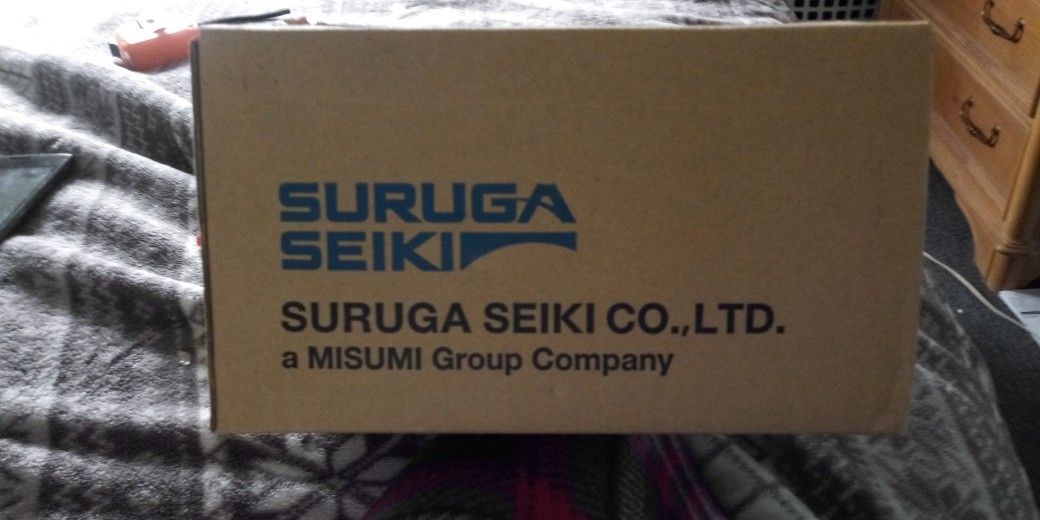 SURUGA
SEIKI
SURUGA SEIKI CO.,LTD.
a MISUMI Group Company